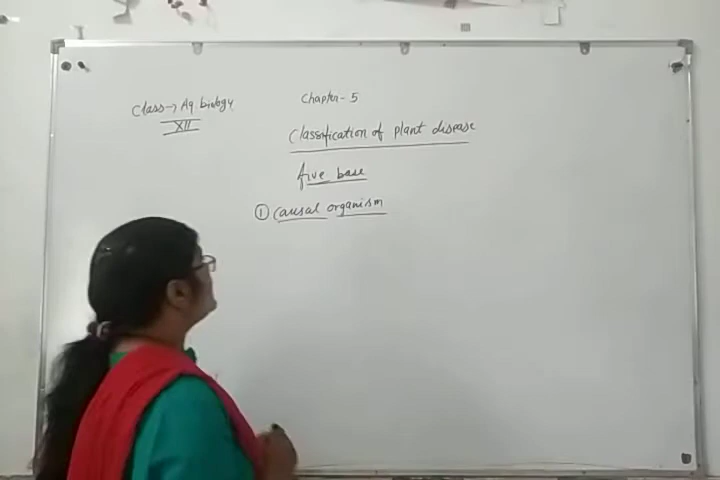 Class → Ag. biology
XII
Chapter - 5
Classification of plant disease
five base
① Causal organism